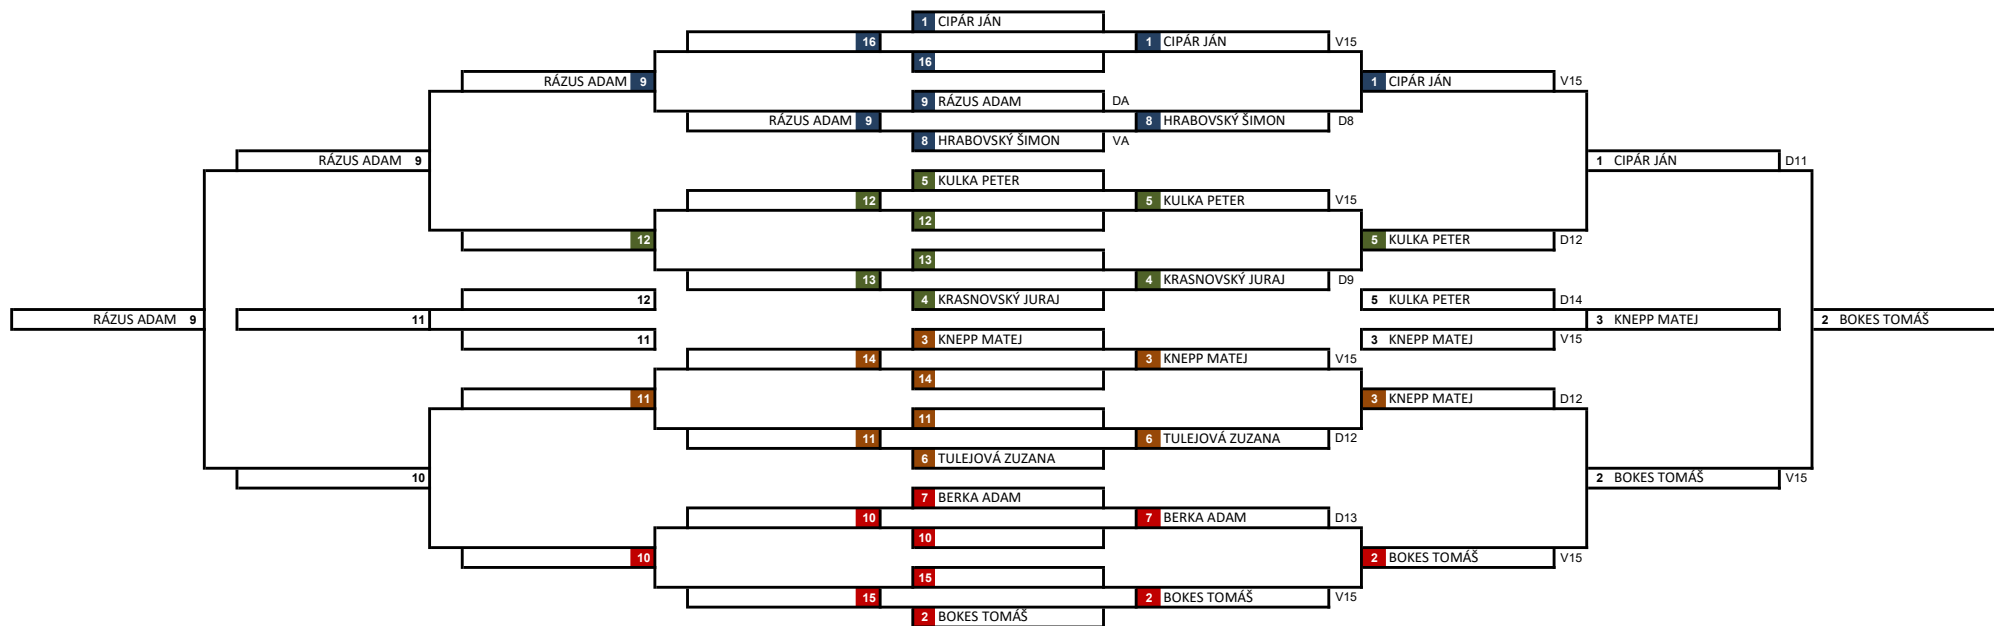 1 CIPÁR JÁN
16 1 CIPÁR JÁN V15
16
RÁZUS ADAM 9 1 CIPÁR JÁN V15
9 RÁZUS ADAM DA
RÁZUS ADAM 9 8 HRABOVSKÝ ŠIMON D8
8 HRABOVSKÝ ŠIMON VA
RÁZUS ADAM 9 1 CIPÁR JÁN D11
5 KULKA PETER
12 5 KULKA PETER V15
12
12 5 KULKA PETER D12
13
13 4 KRASNOVSKÝ JURAJ D9
12 4 KRASNOVSKÝ JURAJ 5 KULKA PETER D14
RÁZUS ADAM 9 11 3 KNEPP MATEJ 2 BOKES TOMÁŠ
11 3 KNEPP MATEJ 3 KNEPP MATEJ V15
14 3 KNEPP MATEJ V15
14
11 3 KNEPP MATEJ D12
11
11 6 TULEJOVÁ ZUZANA D12
6 TULEJOVÁ ZUZANA
10 2 BOKES TOMÁŠ V15
7 BERKA ADAM
10 7 BERKA ADAM D13
10
10 2 BOKES TOMÁŠ V15
15
15 2 BOKES TOMÁŠ V15
2 BOKES TOMÁŠ